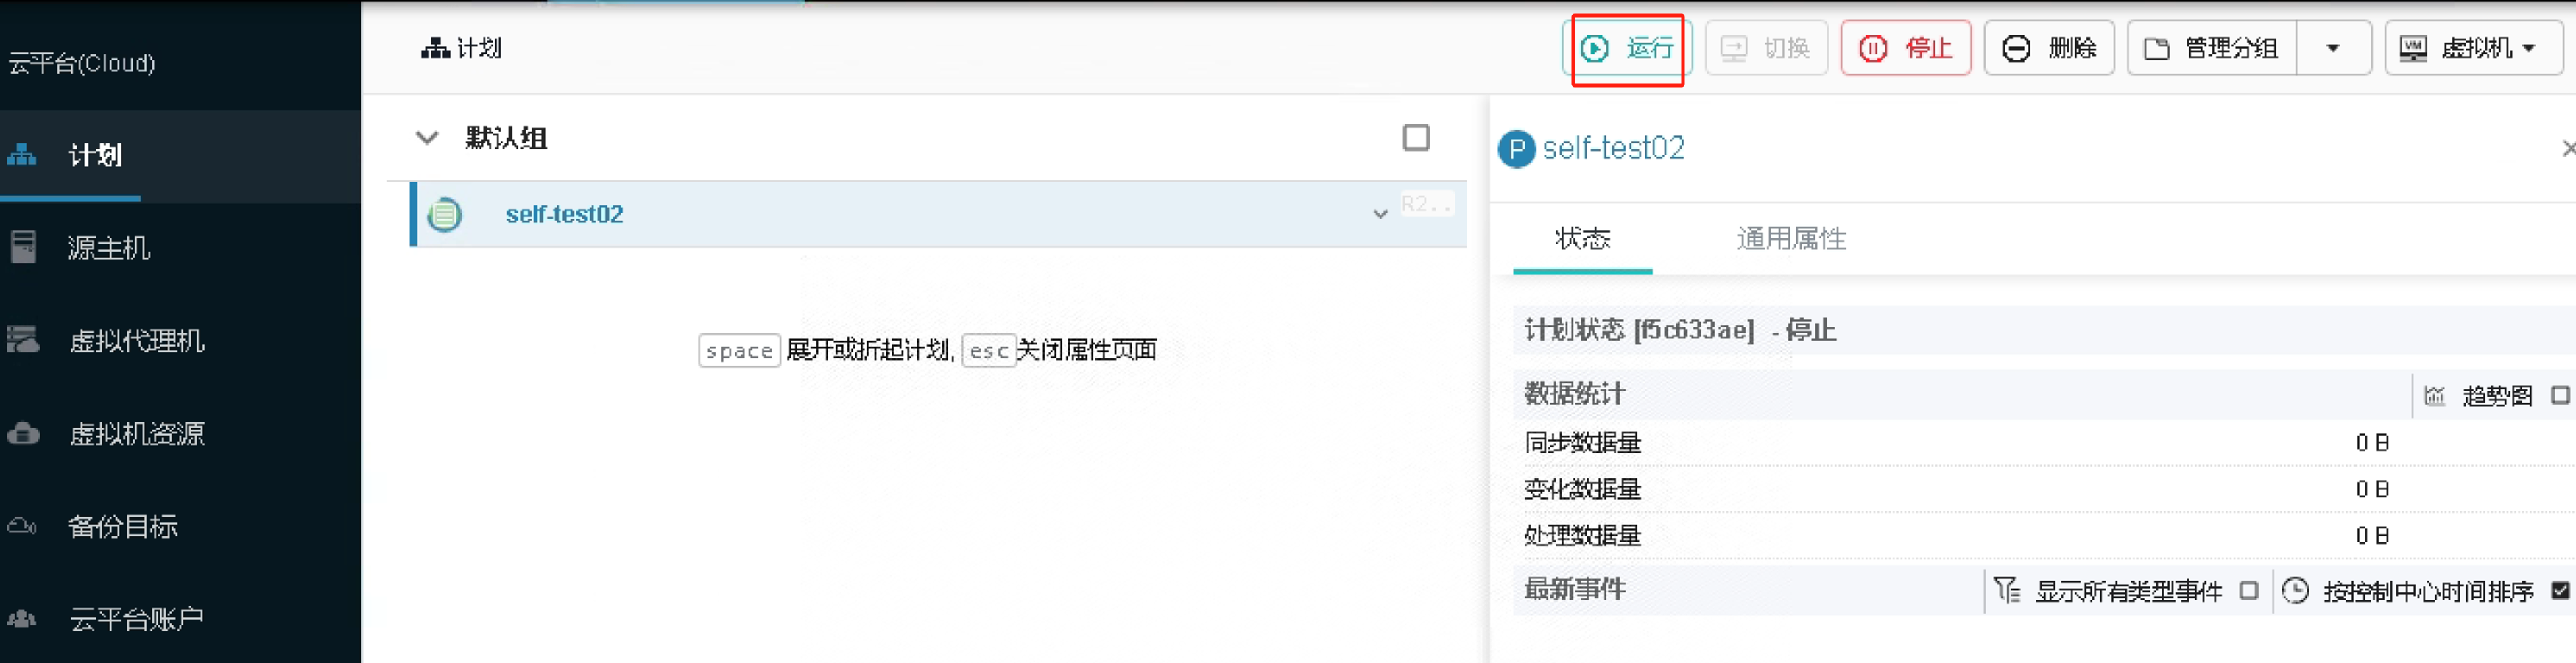 云平台(Cloud)
计划
源主机
虚拟代理机
虚拟机资源
备份目标
云平台账户
计划
运行
切换
停止
删除
管理分组
VM 虚拟机
默认组
self-test02
R2..
space 展开或折起计划, esc 关闭属性页面
P self-test02
状态 通用属性
计划状态 [f5c633ae] - 停止
数据统计 趋势图
同步数据量 0 B
变化数据量 0 B
处理数据量 0 B
最新事件 显示所有类型事件 按控制中心时间排序